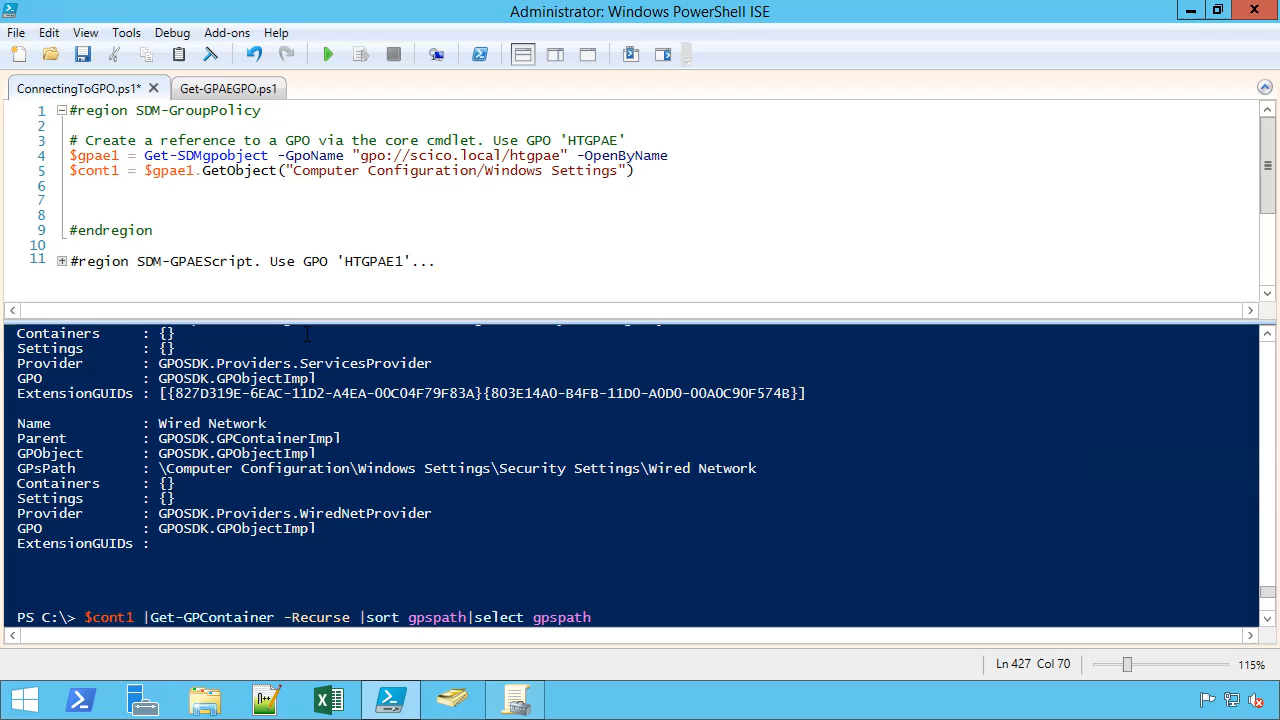 Administrator: Windows PowerShell ISE
File Edit View Tools Debug Add-ons Help
ConnectingToGPO.ps1* Get-GPAEGPO.ps1
1 #region SDM-GroupPolicy
2
3 # Create a reference to a GPO via the core cmdlet. Use GPO 'HTGPAE'
4 $gpae1 = Get-SDMgpobject -GpoName "gpo://scico.local/htgpae" -OpenByName
5 $cont1 = $gpae1.GetObject("Computer Configuration/Windows Settings")
6
7
8
9 #endregion
10
11 #region SDM-GPAEScript. Use GPO 'HTGPAE1'...
Containers : {}
Settings : {}
Provider : GPOSDK.Providers.ServicesProvider
GPO : GPOSDK.GPObjectImpl
ExtensionGUIDs : [{827D319E-6EAC-11D2-A4EA-00C04F79F83A}{803E14A0-B4FB-11D0-A0D0-00A0C90F574B}]
Name : Wired Network
Parent : GPOSDK.GPContainerImpl
GPObject : GPOSDK.GPObjectImpl
GPsPath : \Computer Configuration\Windows Settings\Security Settings\Wired Network
Containers : {}
Settings : {}
Provider : GPOSDK.Providers.WiredNetProvider
GPO : GPOSDK.GPObjectImpl
ExtensionGUIDs :
PS C:\> $cont1 |Get-GPContainer -Recurse |sort gpspath|select gpspath
Ln 427 Col 70 115%